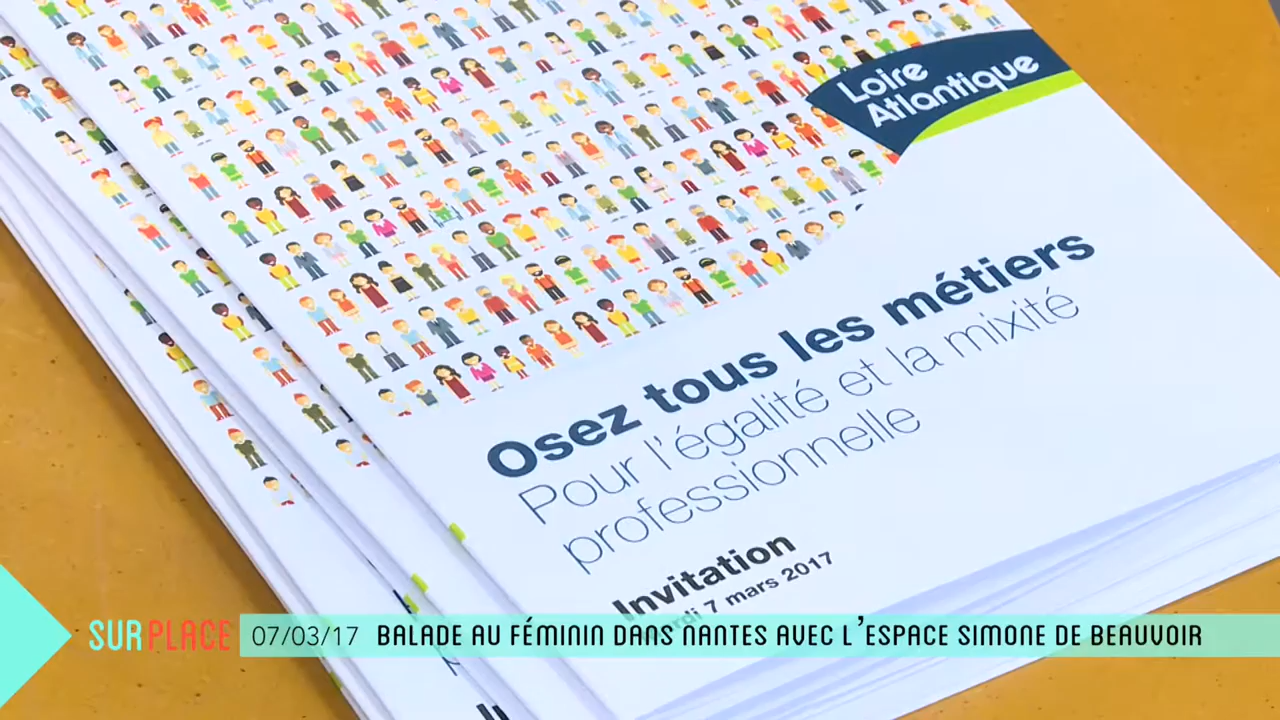 Loire
Atlantique
Osez tous les métiers
Pour l'égalité et la mixité
professionnelle
Invitation
7 mars 2017
SUR PLACE
07/03/17 BALADE AU FÉMININ DANS NANTES AVEC L'ESPACE SIMONE DE BEAUVOIR